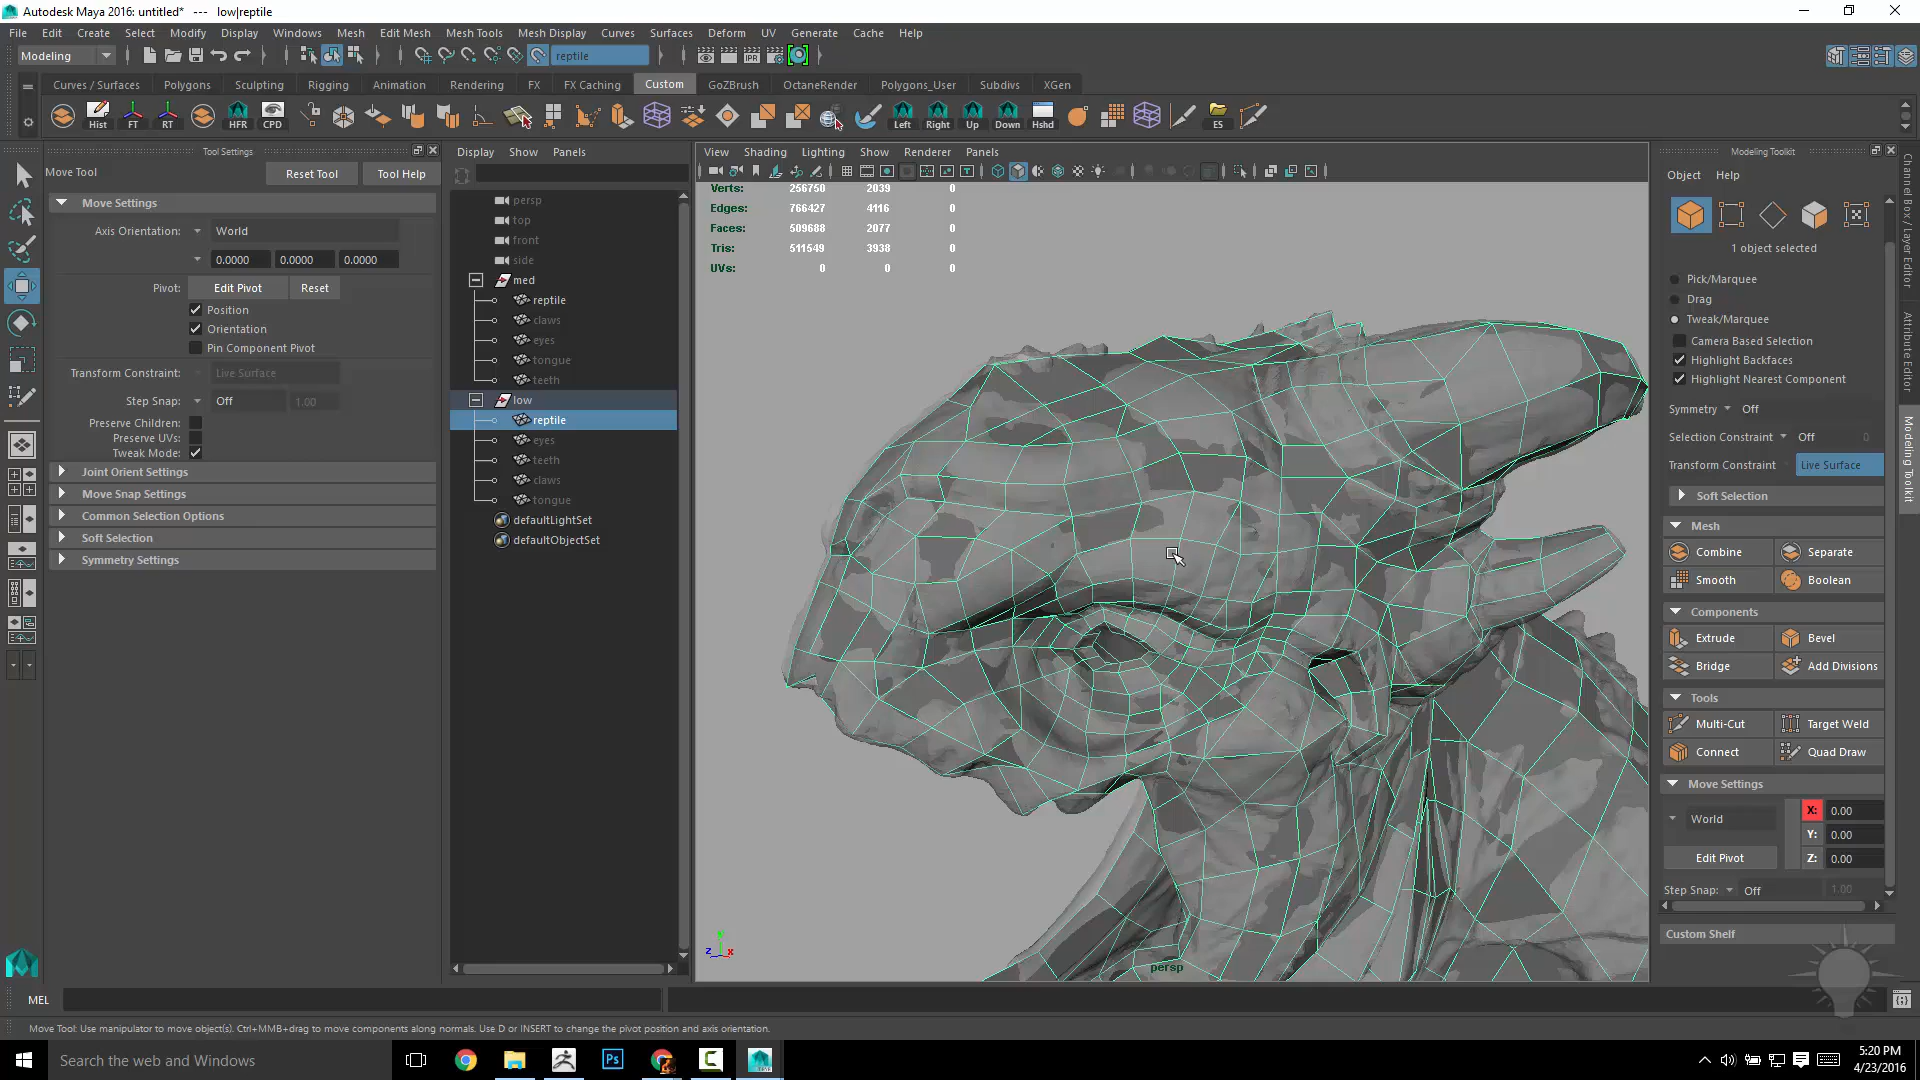 Autodesk Maya 2016: untitled* --- low|reptile
File Edit Create Select Modify Display Windows Mesh Edit Mesh Mesh Tools Mesh Display Curves Surfaces Deform UV Generate Cache Help
Modeling reptile
Curves / Surfaces Polygons Sculpting Rigging Animation Rendering FX FX Caching Custom GoZBrush OctaneRender Polygons_User Subdivs XGen
Hist FT RT HFR CPD Left Right Up Down Hshd ES
Tool Settings
Move Tool Reset Tool Tool Help
Move Settings
Axis Orientation: World
0.0000 0.0000 0.0000
Pivot: Edit Pivot Reset
Position
Orientation
Pin Component Pivot
Transform Constraint: Live Surface
Step Snap: Off 1.00
Preserve Children:
Preserve UVs:
Tweak Mode:
Joint Orient Settings
Move Snap Settings
Common Selection Options
Soft Selection
Symmetry Settings
Display Show Panels
persp
top
front
side
med
reptile
claws
eyes
tongue
teeth
low
reptile
eyes
teeth
claws
tongue
defaultLightSet
defaultObjectSet
View Shading Lighting Show Renderer Panels
Verts: 256750 2039 0
Edges: 766427 4116 0
Faces: 509688 2077 0
Tris: 511549 3938 0
UVs: 0 0 0
y
z x
persp
Modeling Toolkit
Object Help
1 object selected
Pick/Marquee
Drag
Tweak/Marquee
Camera Based Selection
Highlight Backfaces
Highlight Nearest Component
Symmetry Off
Selection Constraint Off 0
Transform Constraint Live Surface
Soft Selection
Mesh
Combine Separate
Smooth Boolean
Components
Extrude Bevel
Bridge Add Divisions
Tools
Multi-Cut Target Weld
Connect Quad Draw
Move Settings
World
X: 0.00
Y: 0.00
Edit Pivot Z: 0.00
Step Snap: Off 1.00
Custom Shelf
Channel Box / Layer Editor
Attribute Editor
Modeling Toolkit
MEL
Move Tool: Use manipulator to move object(s). Ctrl+MMB+drag to move components along normals. Use D or INSERT to change the pivot position and axis orientation.
Search the web and Windows
Ps
5:20 PM
4/23/2016